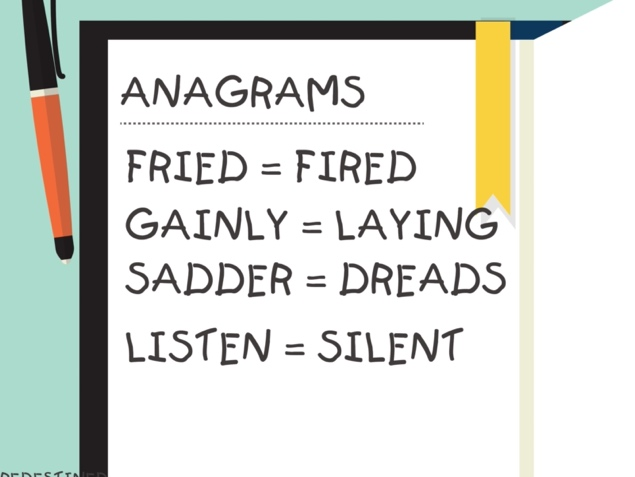 ANAGRAMS
FRIED = FIRED
GAINLY = LAYING
SADDER = DREADS
LISTEN = SILENT